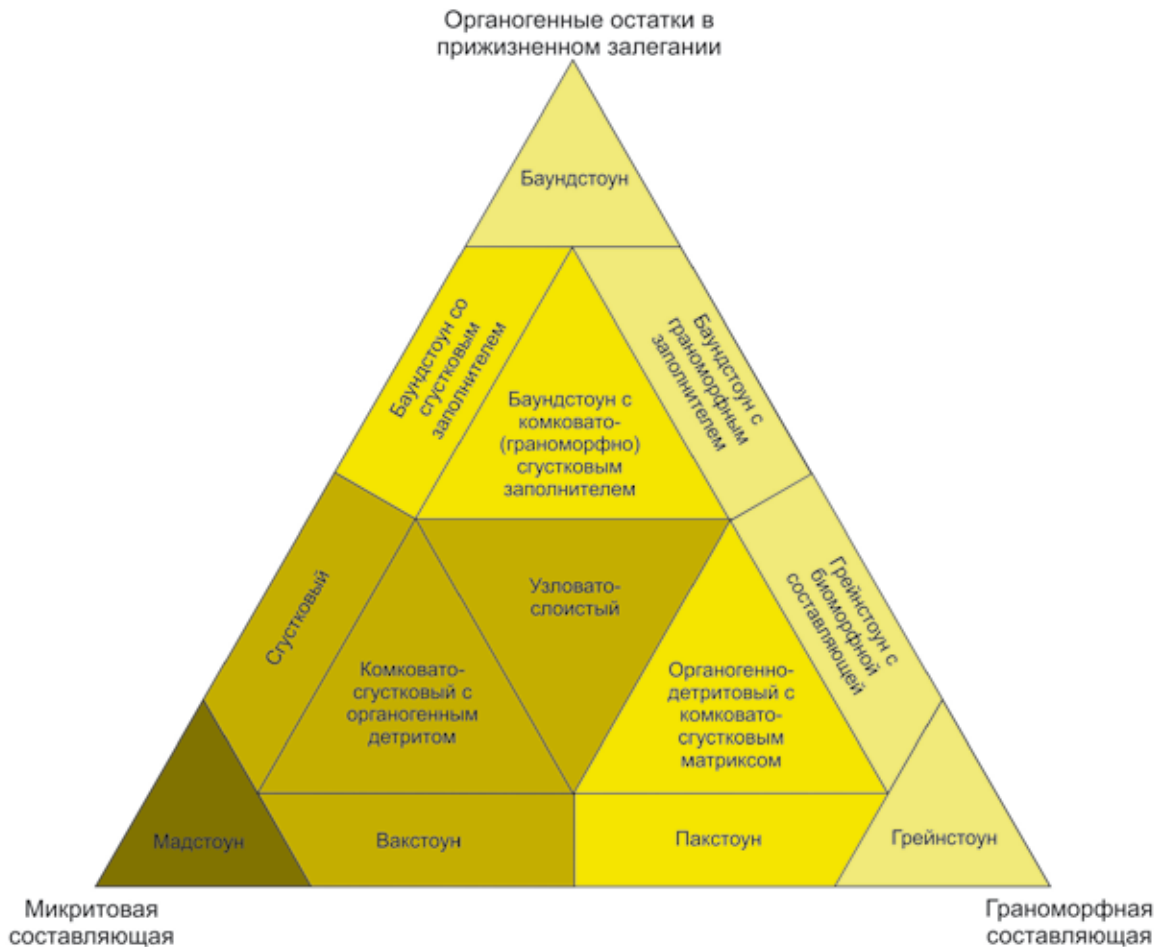 Органогенные остатки в
прижизненном залегании
Баундстоун
Баундстоун со
сгустковым
заполнителем
Баундстоун с
граноморфным
заполнителем
Баундстоун с
комковато-
(граноморфно)
сгустковым
заполнителем
Сгустковый
Узловато-
слоистый
Грейнстоун с
биоморфной
составляющей
Комковато-
сгустковый с
органогенным
детритом
Органогенно-
детритовый с
комковато-
сгустковым
матриксом
Мадстоун
Вакстоун
Пакстоун
Грейнстоун
Микритовая
составляющая
Граноморфная
составляющая